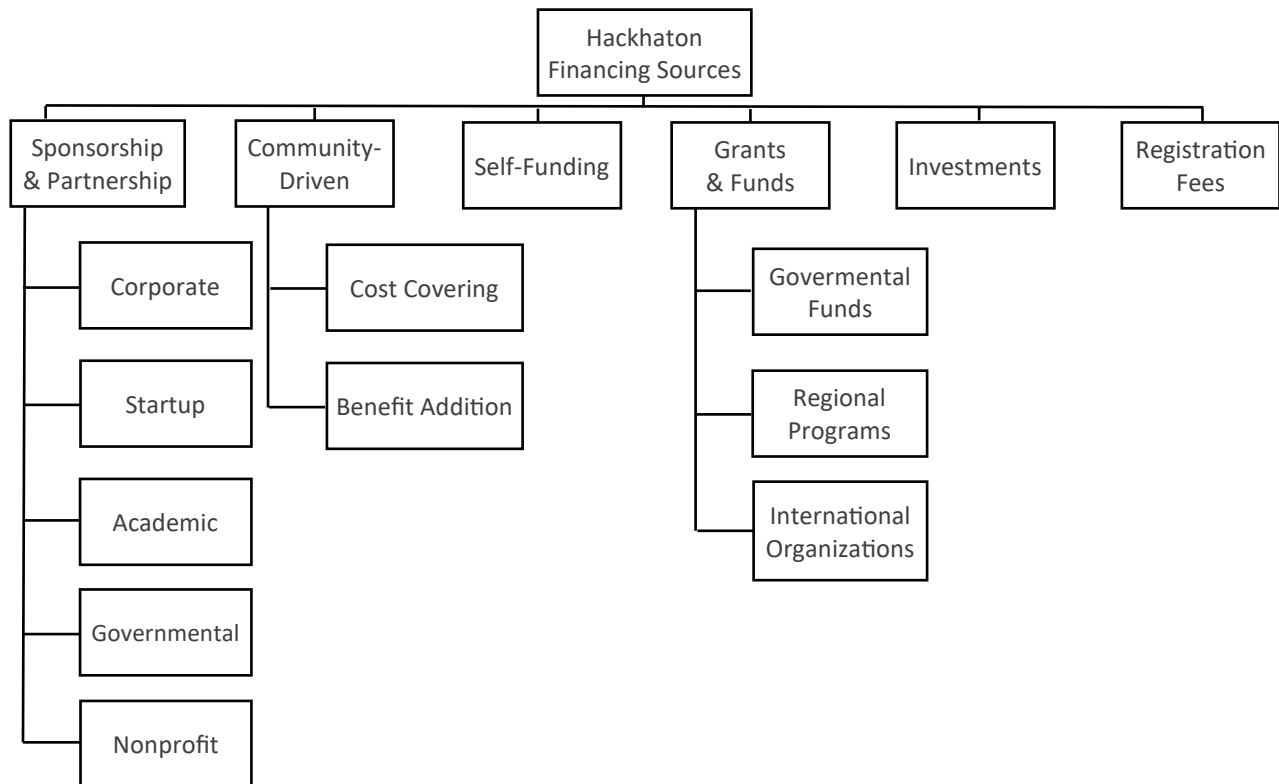 Hackhaton
Financing Sources
Sponsorship
& Partnership
Community-
Driven
Self-Funding
Grants
& Funds
Investments
Registration
Fees
Corporate
Startup
Academic
Governmental
Nonprofit
Cost Covering
Benefit Addition
Govermental
Funds
Regional
Programs
International
Organizations